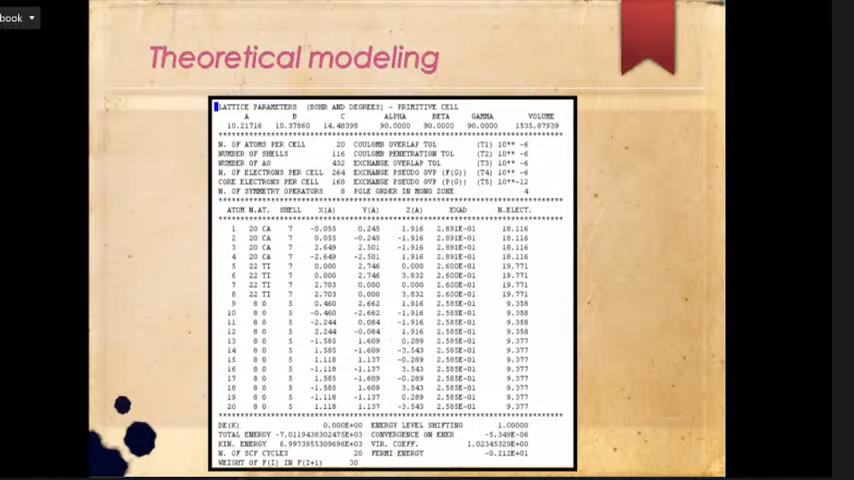 book
Theoretical modeling
LATTICE PARAMETERS (BOHR AND DEGREES) - PRIMITIVE CELL
A B C ALPHA BETA GAMMA VOLUME
10.21716 10.37860 14.48398 90.0000 90.0000 90.0000 1535.87939
N. OF ATOMS PER CELL 20 COULOMB OVERLAP TOL (T1) 10** -6
NUMBER OF SHELLS 116 COULOMB PENETRATION TOL (T2) 10** -6
NUMBER OF AO 432 EXCHANGE OVERLAP TOL (T3) 10** -6
N. OF ELECTRONS PER CELL 264 EXCHANGE PSEUDO OVP (F(G)) (T4) 10** -6
CORE ELECTRONS PER CELL 168 EXCHANGE PSEUDO OVP (P(G)) (T5) 10**-12
N. OF SYMMETRY OPERATORS 8 POLE ORDER IN MONO ZONE 4
ATOM N.AT. SHELL X(A) Y(A) Z(A) EXAD N.ELECT.
1 20 CA 7 -0.055 0.245 1.916 2.891E-01 18.116
2 20 CA 7 0.055 -0.245 -1.916 2.891E-01 18.116
3 20 CA 7 2.649 2.501 -1.916 2.891E-01 18.116
4 20 CA 7 -2.649 -2.501 1.916 2.891E-01 18.116
5 22 TI 7 0.000 2.746 0.000 2.600E-01 19.771
6 22 TI 7 0.000 2.746 3.832 2.600E-01 19.771
7 22 TI 7 2.703 0.000 0.000 2.600E-01 19.771
8 22 TI 7 2.703 0.000 3.832 2.600E-01 19.771
9 8 O 5 0.460 2.662 1.916 2.585E-01 9.358
10 8 O 5 -0.460 -2.662 -1.916 2.585E-01 9.358
11 8 O 5 -2.244 0.084 -1.916 2.585E-01 9.358
12 8 O 5 2.244 -0.084 1.916 2.585E-01 9.358
13 8 O 5 -1.585 1.609 0.289 2.585E-01 9.377
14 8 O 5 1.585 -1.609 -3.543 2.585E-01 9.377
15 8 O 5 1.118 -1.137 -0.289 2.585E-01 9.377
16 8 O 5 -1.118 -1.137 3.543 2.585E-01 9.377
17 8 O 5 1.585 -1.609 -0.289 2.585E-01 9.377
18 8 O 5 -1.585 1.609 3.543 2.585E-01 9.377
19 8 O 5 -1.118 -1.137 0.289 2.585E-01 9.377
20 8 O 5 1.118 1.137 -3.543 2.585E-01 9.377
DE(K) 0.000E+00 ENERGY LEVEL SHIFTING 1.00000
TOTAL ENERGY -7.0119438302475E+03 CONVERGENCE ON ENER -5.349E-06
KIN. ENERGY 6.9973955309696E+03 VIR. COEFF. 1.02345329E+00
N. OF SCF CYCLES 20 FERMI ENERGY -0.212E+01
WEIGHT OF F(I) IN F(I+1) 30